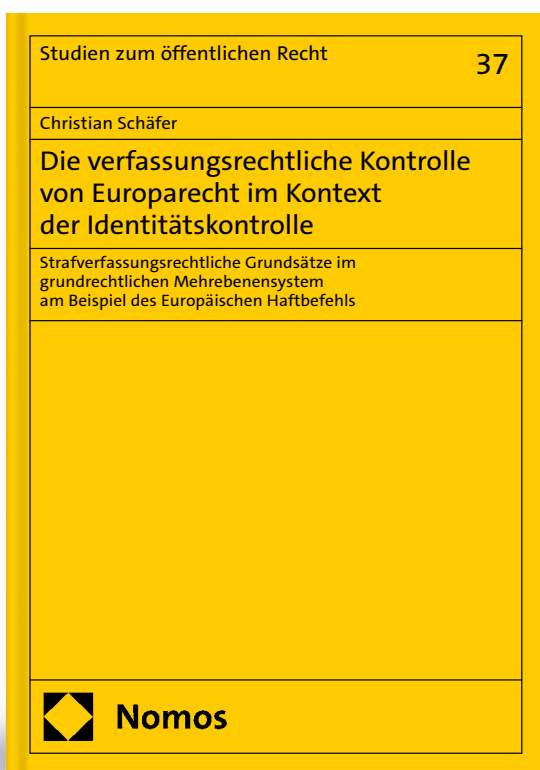 Studien zum öffentlichen Recht
37
Christian Schäfer
Die verfassungsrechtliche Kontrolle
von Europarecht im Kontext
der Identitätskontrolle
Strafverfassungsrechtliche Grundsätze im
grundrechtlichen Mehrebenensystem
am Beispiel des Europäischen Haftbefehls
Nomos